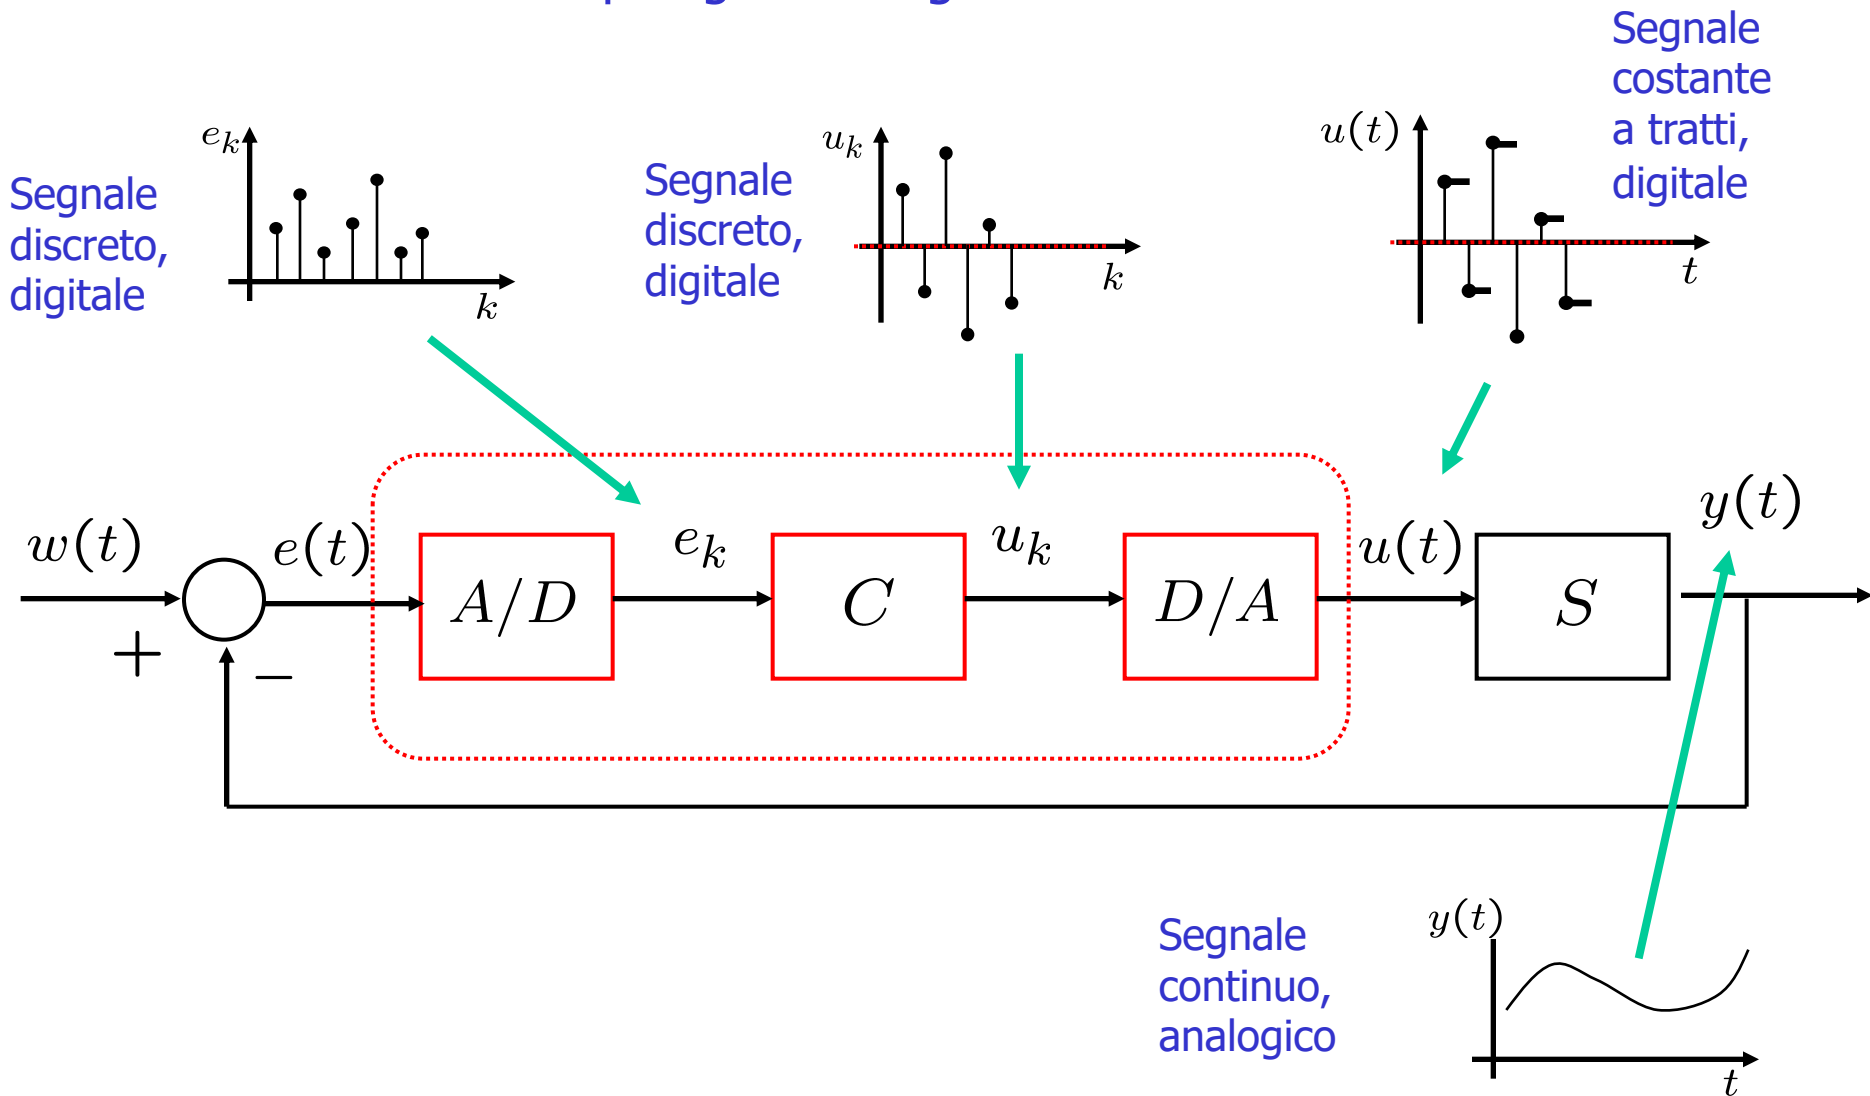 Segnale
costante
a tratti,
digitale
e_k
k
Segnale
discreto,
digitale
u_k
k
Segnale
discreto,
digitale
u(t)
t
w(t)
+
−
e(t)
A/D
e_k
C
u_k
D/A
u(t)
S
y(t)
Segnale
continuo,
analogico
y(t)
t